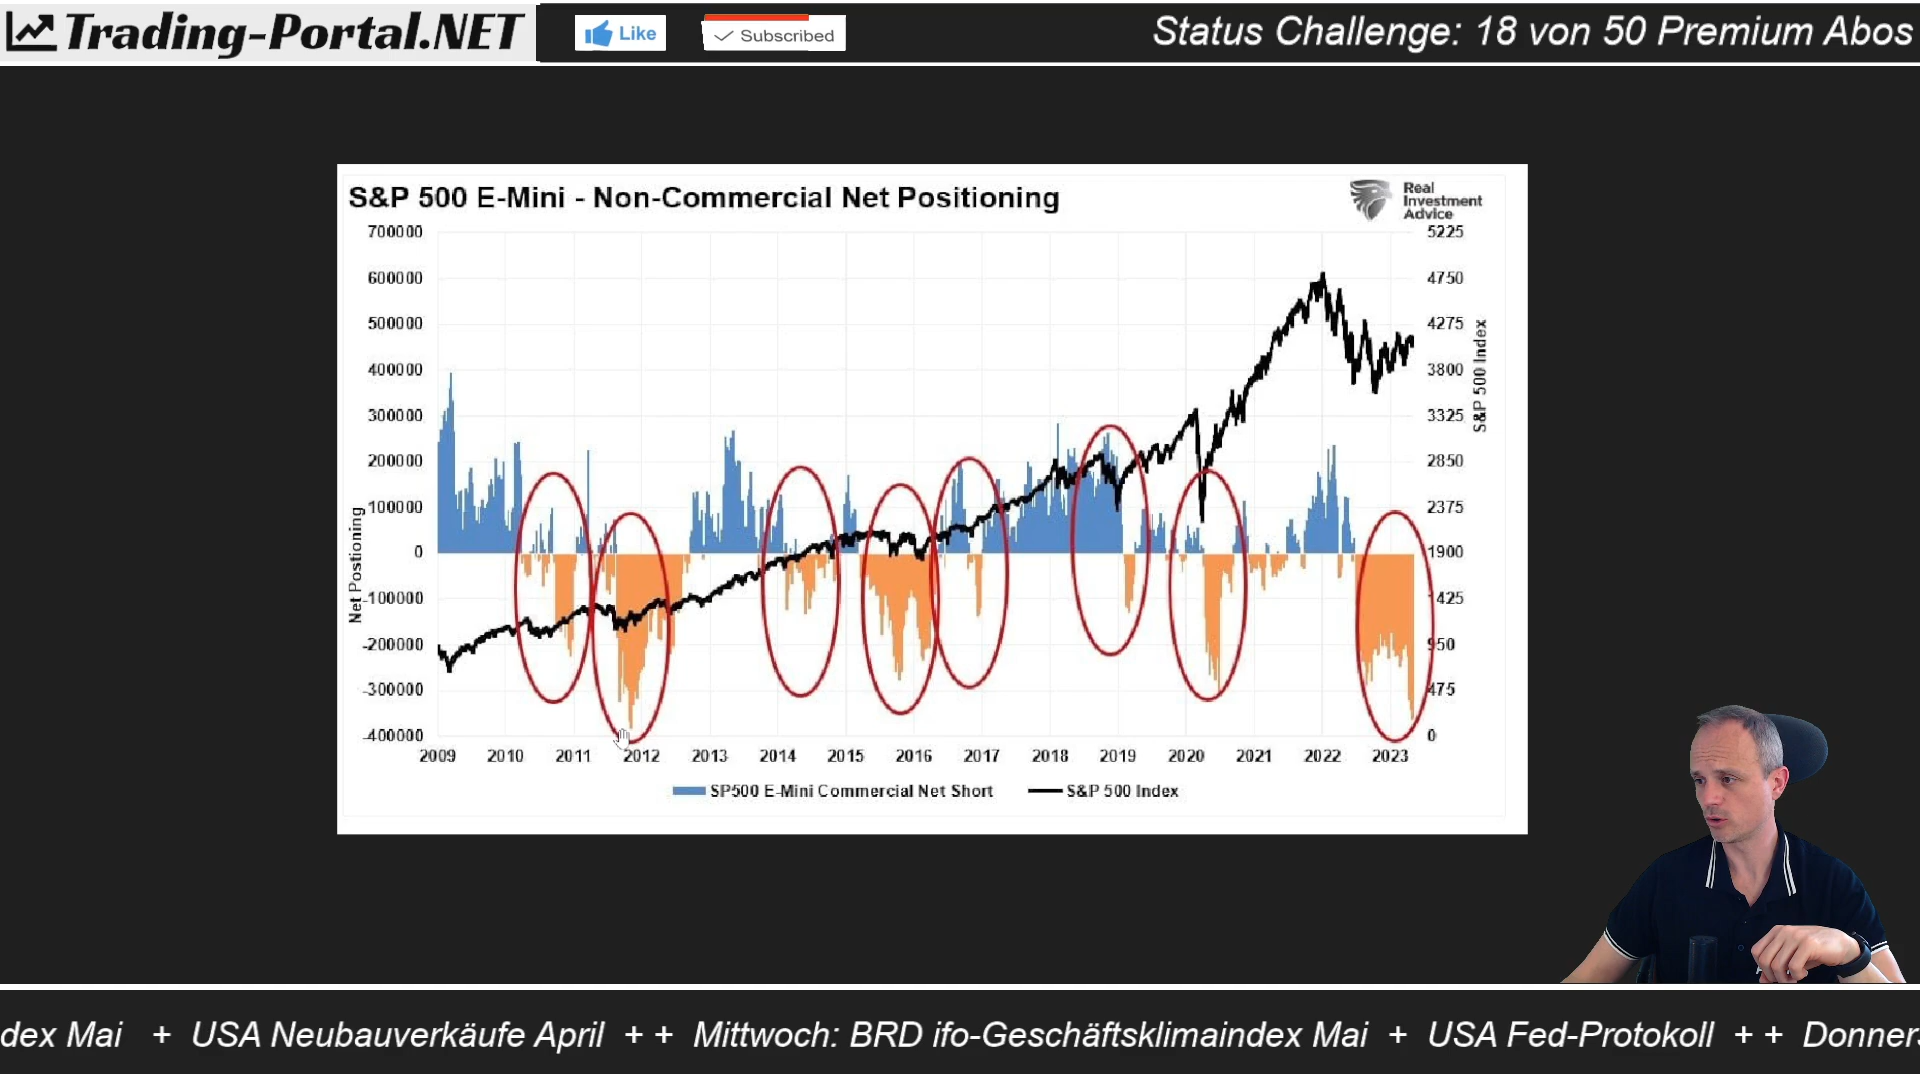 Trading-Portal.NET
Like
Subscribed
Status Challenge: 18 von 50 Premium Abos
S&P 500 E-Mini - Non-Commercial Net Positioning
Real
Investment
Advice
700000
600000
500000
400000
300000
200000
100000
0
-100000
-200000
-300000
-400000
Net Postioning
5225
4750
4275
3800
3325
2850
2375
1900
1425
950
475
0
S&P 500 Index
2009 2010 2011 2012 2013 2014 2015 2016 2017 2018 2019 2020 2021 2022 2023
SP500 E-Mini Commercial Net Short S&P 500 Index
dex Mai + USA Neubauverkäufe April + + Mittwoch: BRD ifo-Geschäftsklimaindex Mai + USA Fed-Protokoll + + Donners